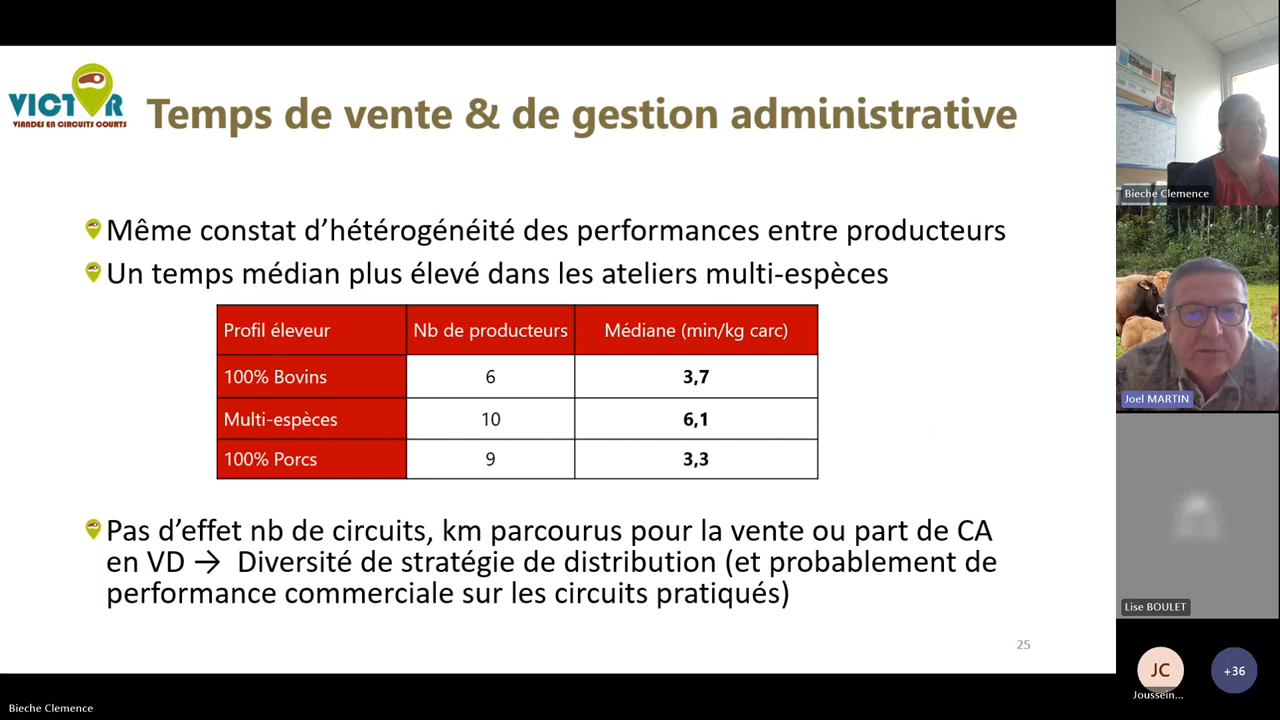 VICTOR
VIANDES EN CIRCUITS COURTS
Temps de vente & de gestion administrative
Même constat d’hétérogénéité des performances entre producteurs
Un temps médian plus élevé dans les ateliers multi-espèces
Profil éleveur Nb de producteurs Médiane (min/kg carc)
100% Bovins 6 3,7
Multi-espèces 10 6,1
100% Porcs 9 3,3
Pas d’effet nb de circuits, km parcourus pour la vente ou part de CA
en VD → Diversité de stratégie de distribution (et probablement de
performance commerciale sur les circuits pratiqués)
25
Bieche Clemence
Bieche Clemence
Joel MARTIN
Lise BOULET
JC
Joussein...
+36